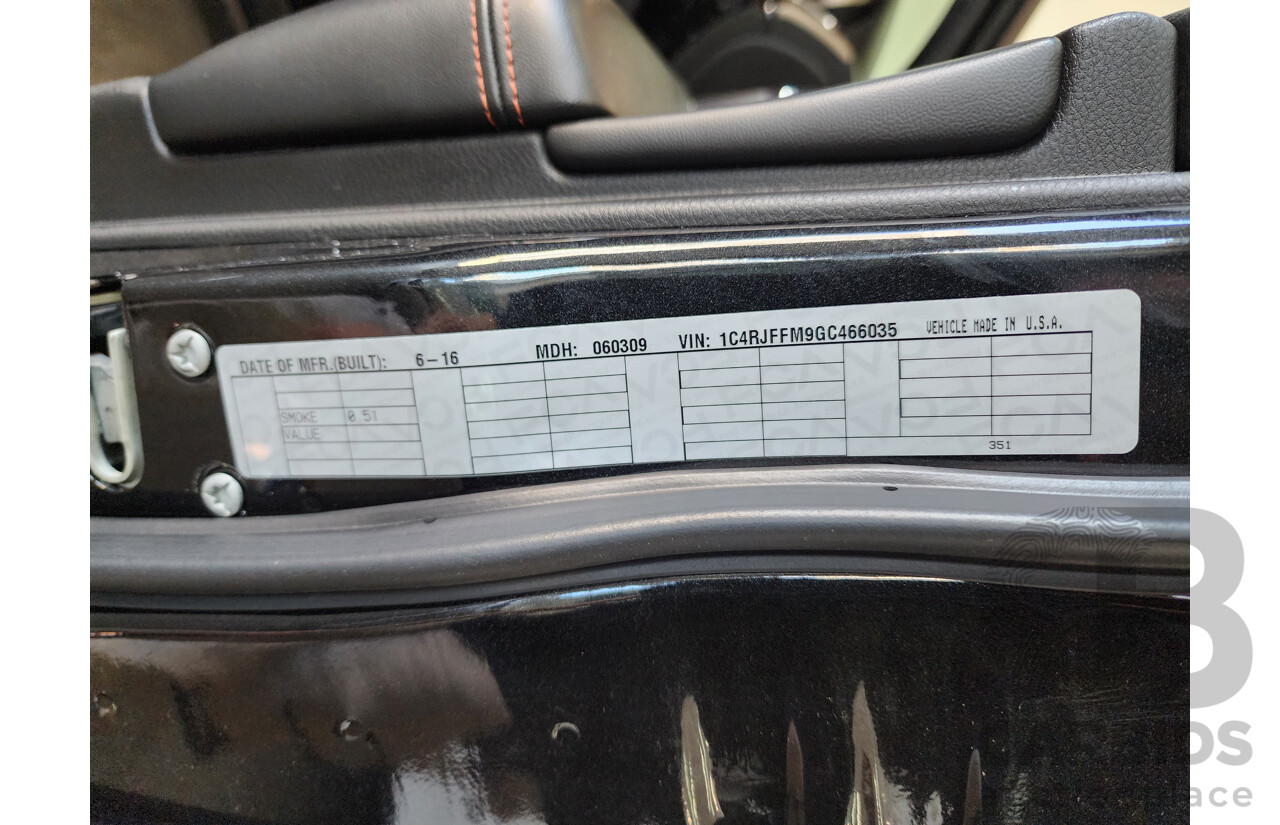 DATE OF MFR.(BUILT): 6-16 MDH: 060309 VIN: 1C4RJFFM9GC466035 VEHICLE MADE IN U.S.A.
SMOKE 0.51
VALUE
351